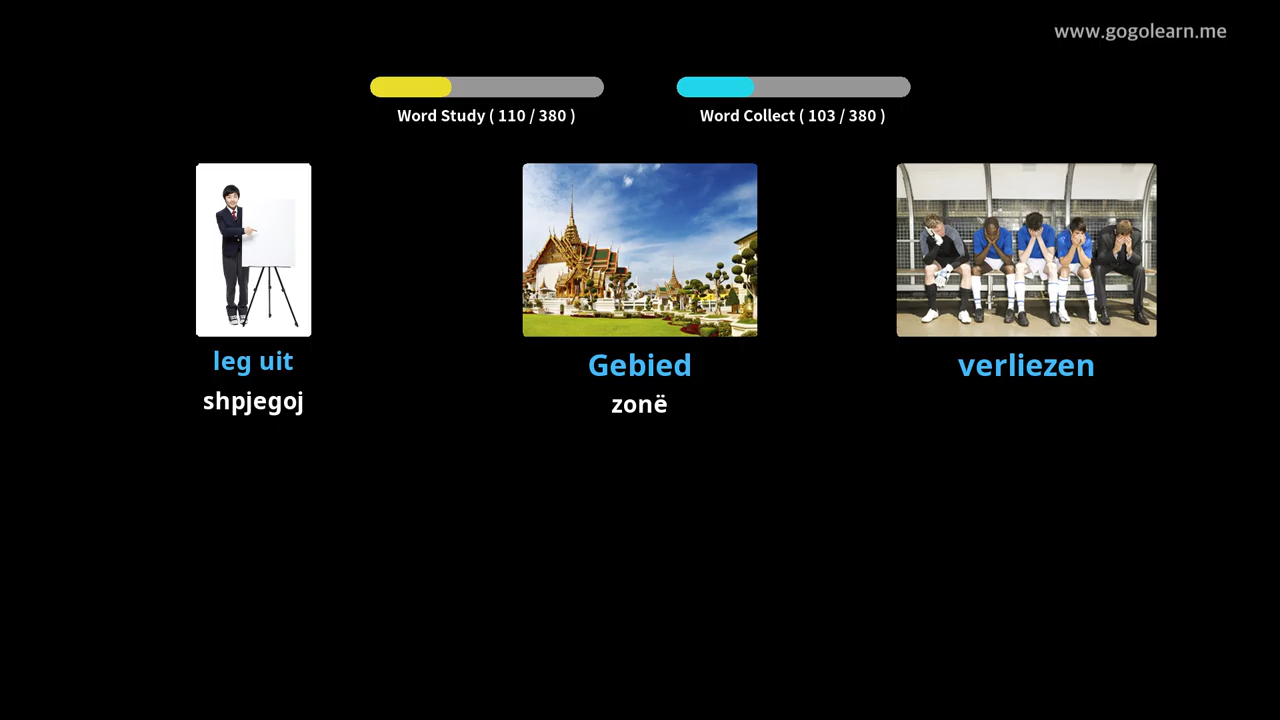 www.gogolearn.me
Word Study ( 110 / 380 )
Word Collect ( 103 / 380 )
leg uit
shpjegoj
Gebied
zonë
verliezen